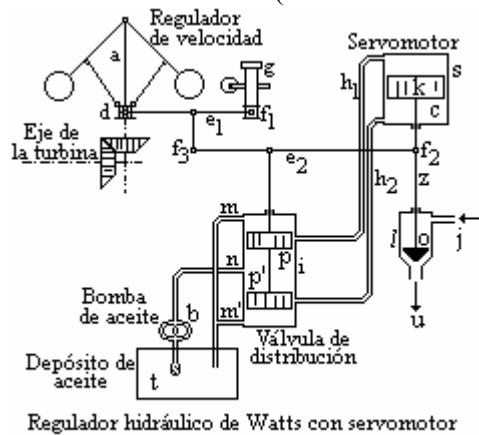 (
Regulador
de velocidad
Servomotor
a
g
s
h1
k
c
d
e1
f1
Eje de
la turbina
f3
e2
f2
h2
z
m
l
o
j
n
p
i
p'
Bomba
de aceite
b
m'
u
Válvula de
distribución
Depósito de
aceite
t
Regulador hidráulico de Watts con servomotor